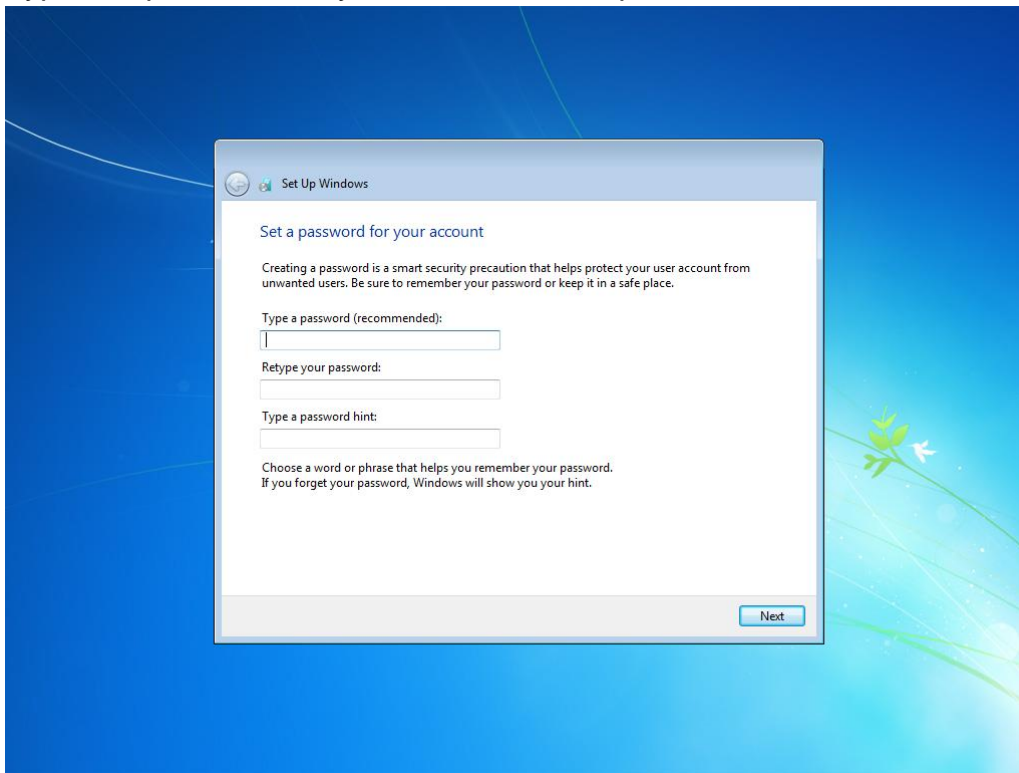 Set Up Windows
Set a password for your account
Creating a password is a smart security precaution that helps protect your user account from
unwanted users. Be sure to remember your password or keep it in a safe place.
Type a password (recommended):
Retype your password:
Type a password hint:
Choose a word or phrase that helps you remember your password.
If you forget your password, Windows will show you your hint.
Next